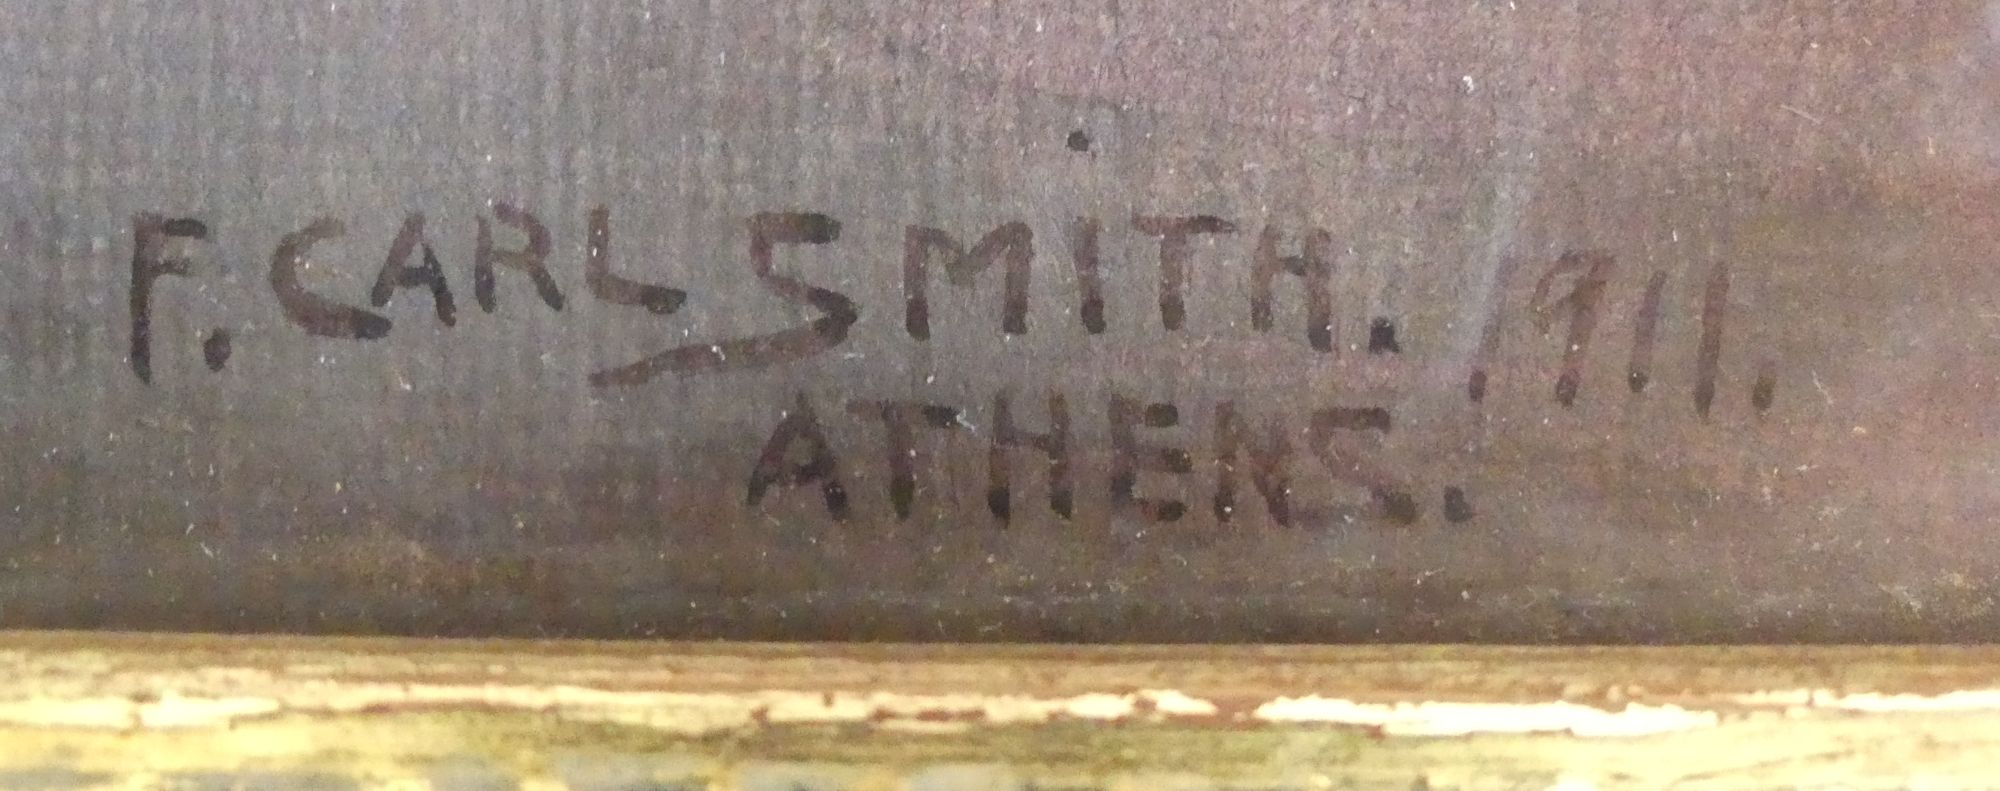 F. CARL SMITH. 1911.
ATHENS.